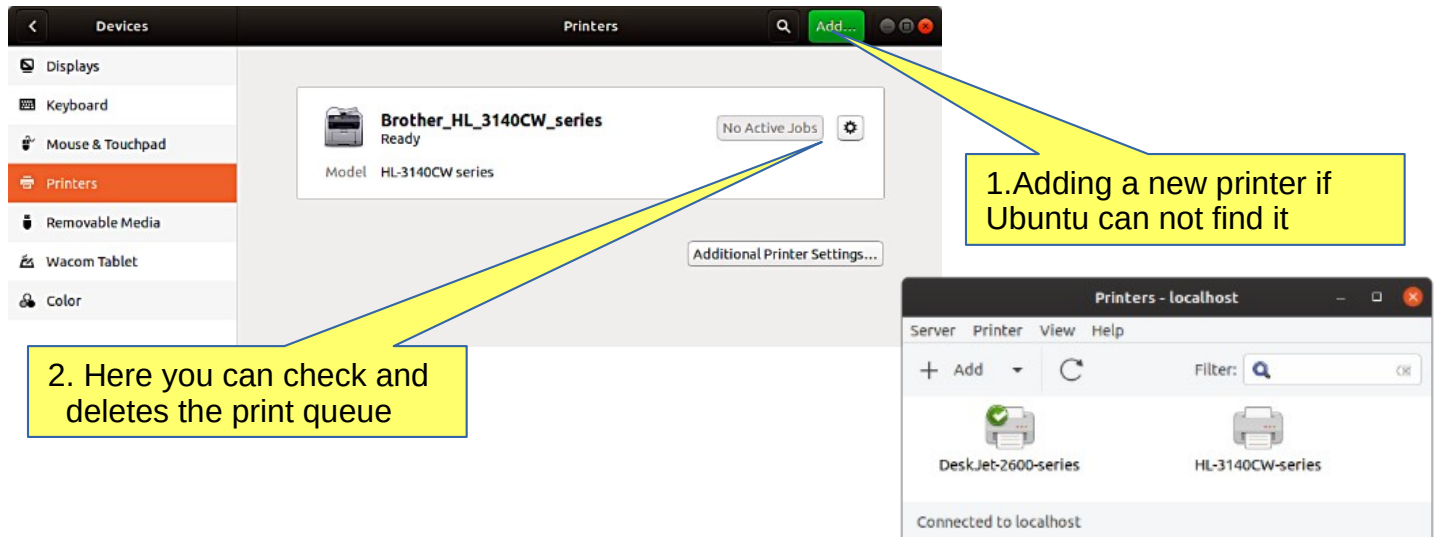 Devices
Printers
Add...
Displays
Keyboard
Mouse & Touchpad
Printers
Removable Media
Wacom Tablet
Color
Brother_HL_3140CW_series
Ready
No Active Jobs
Model HL-3140CW series
Additional Printer Settings...
1.Adding a new printer if
Ubuntu can not find it
2. Here you can check and
deletes the print queue
Printers - localhost
Server Printer View Help
+ Add
Filter:
DeskJet-2600-series
HL-3140CW-series
Connected to localhost